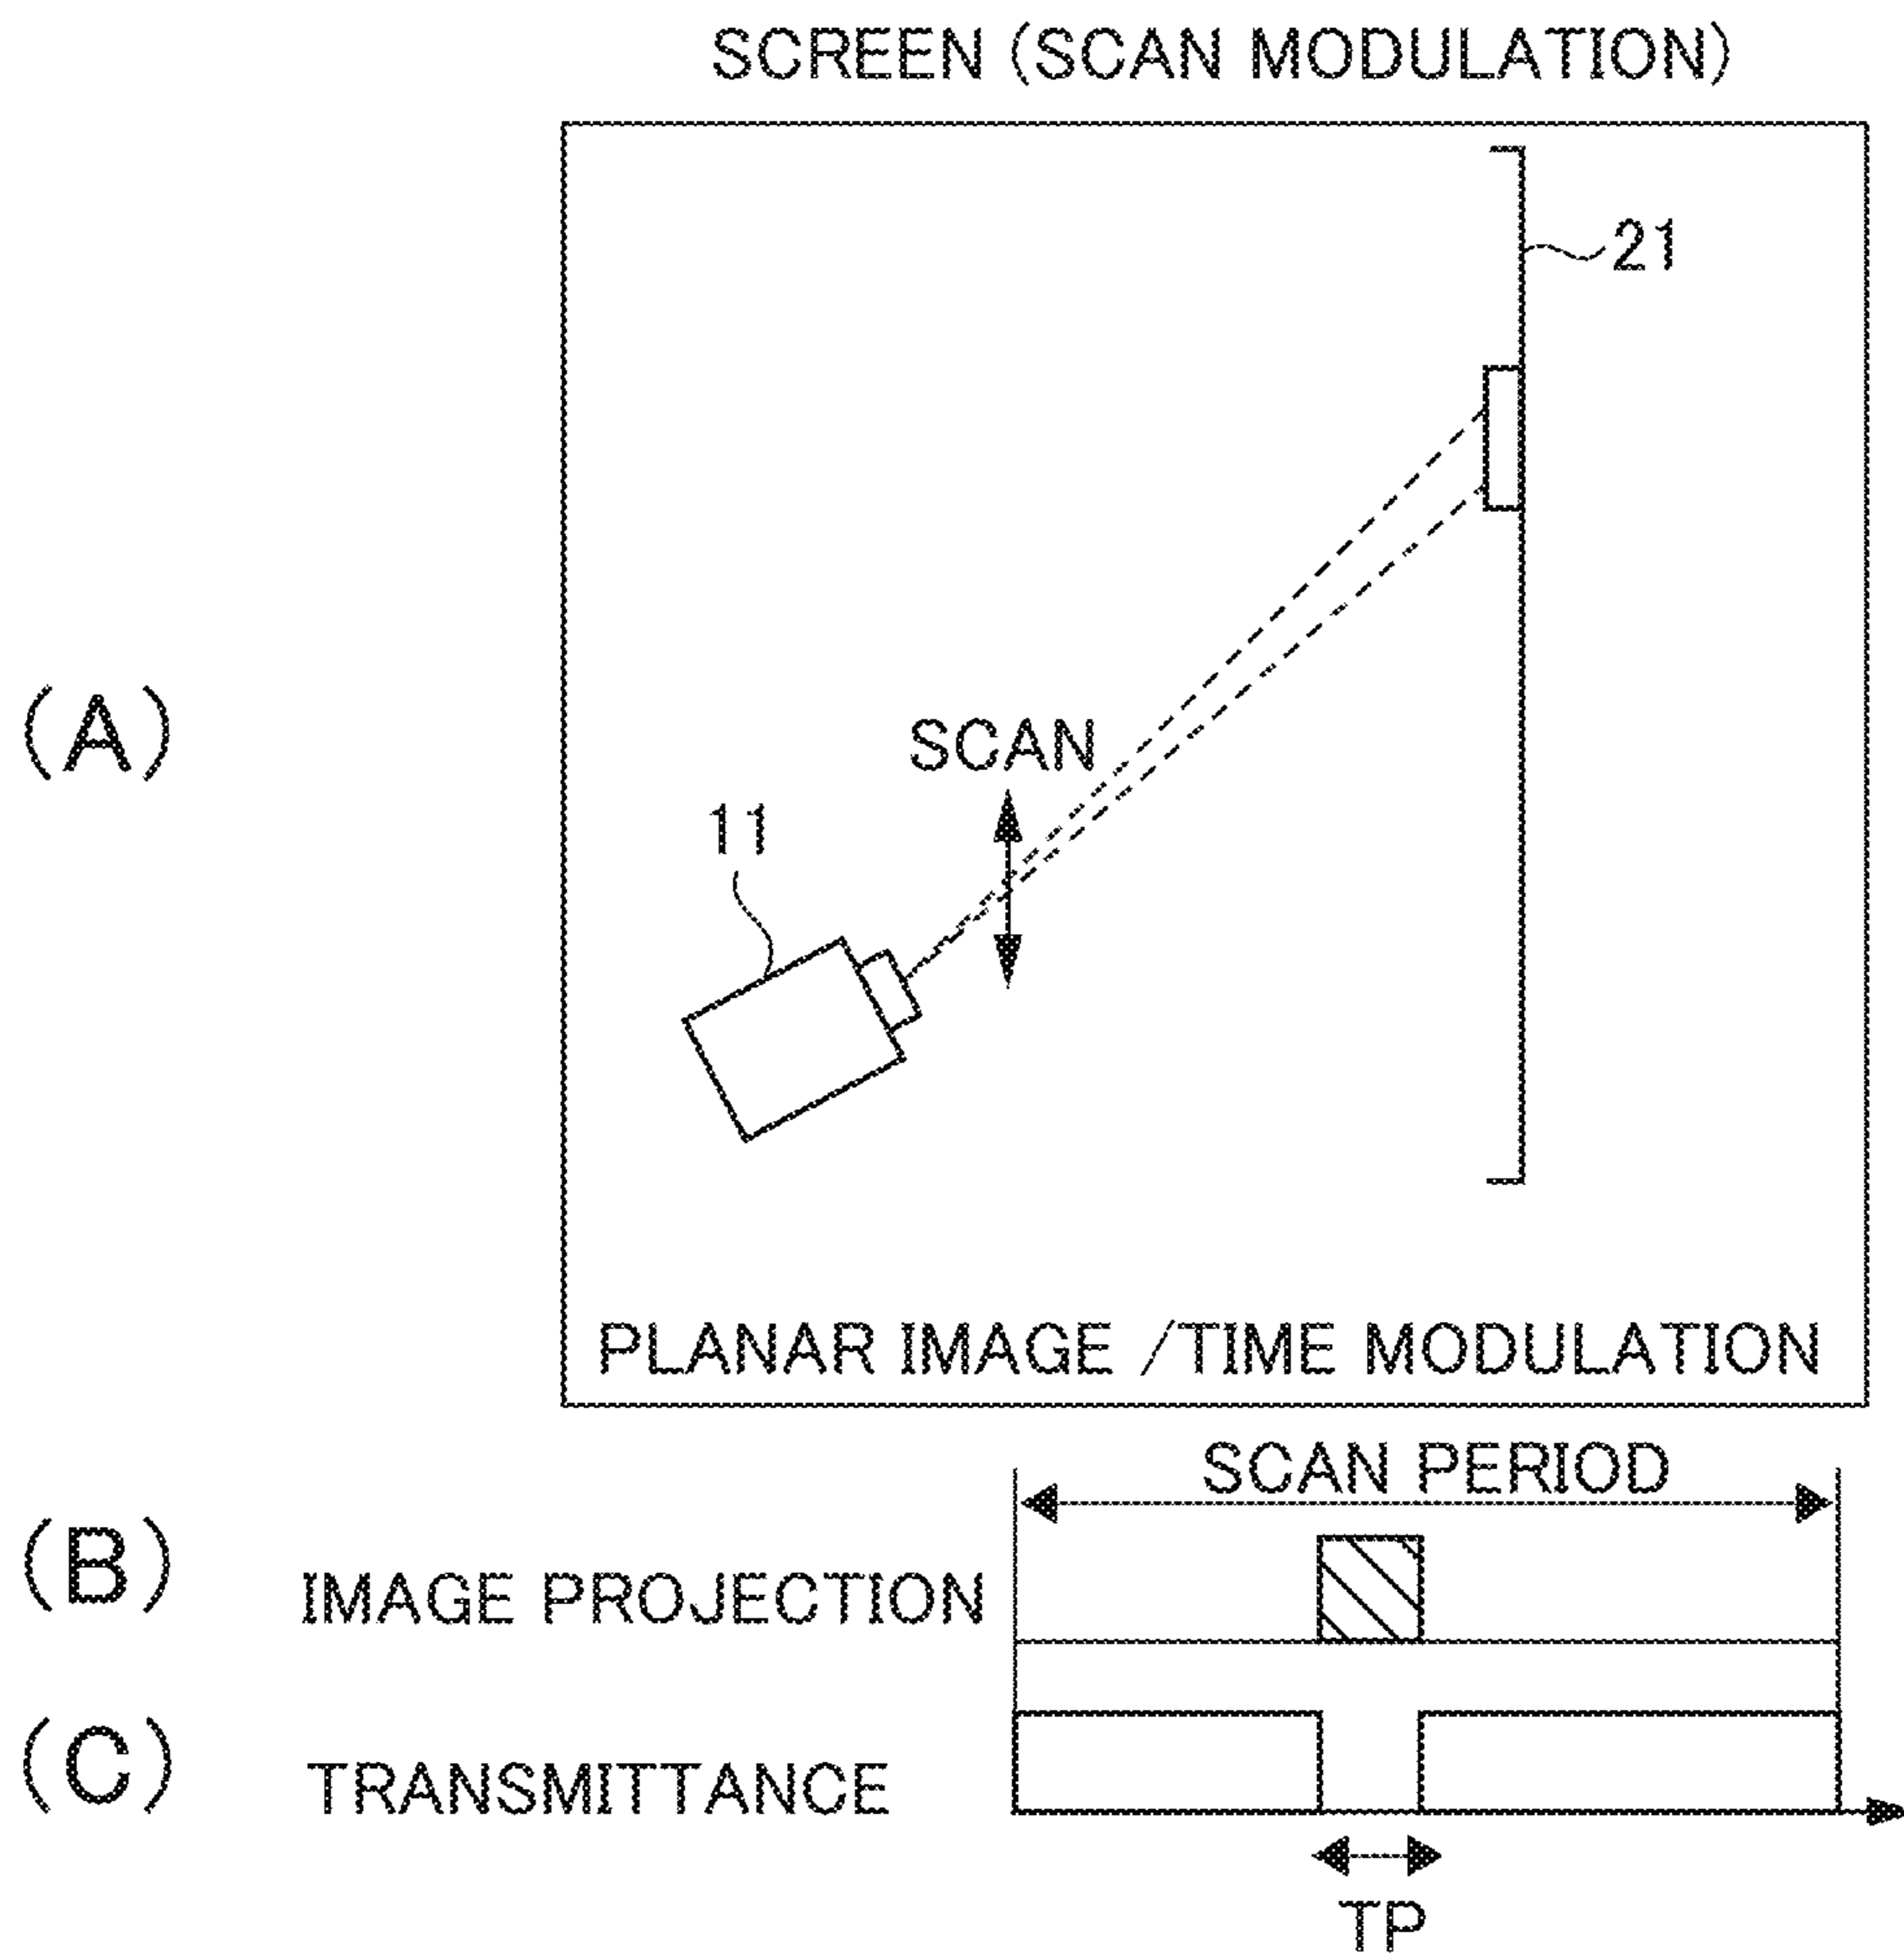 SCREEN (SCAN MODULATION)
21
(A)
SCAN
11
PLANAR IMAGE /TIME MODULATION
SCAN PERIOD
(B)
IMAGE PROJECTION
(C)
TRANSMITTANCE
TP